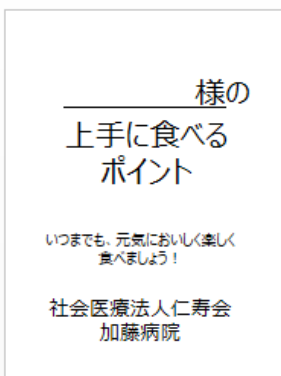 様の
上手に食べる
ポイント
いつまでも、元気においしく楽しく
食べましょう！
社会医療法人仁寿会
加藤病院